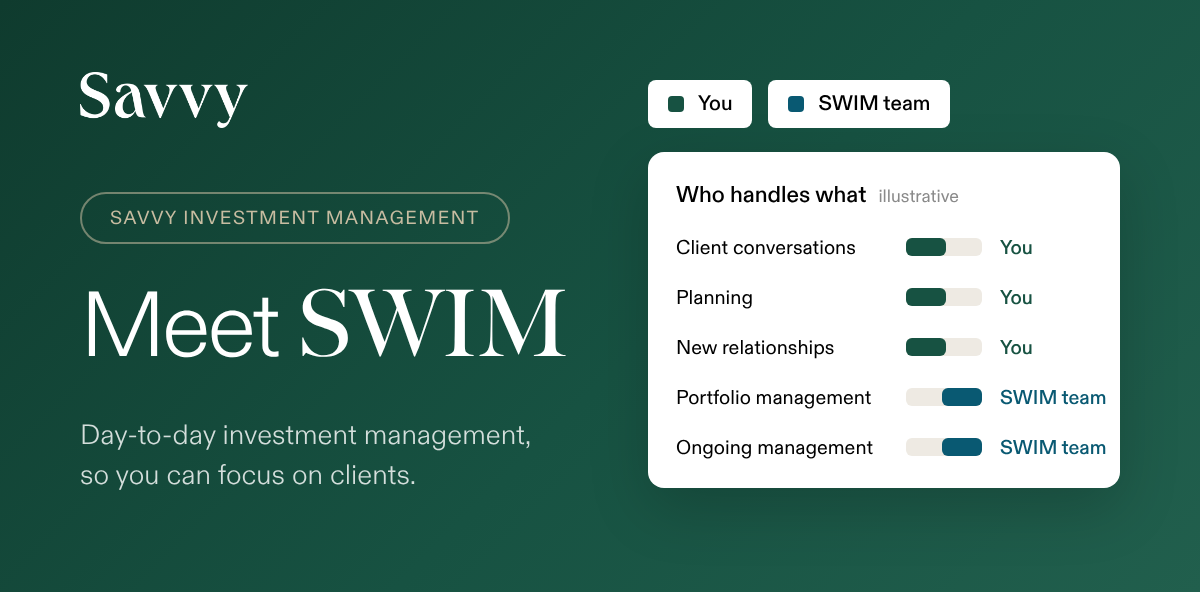 Savvy
SAVVY INVESTMENT MANAGEMENT
Meet SWIM
Day-to-day investment management,
so you can focus on clients.
You
SWIM team
Who handles what illustrative
Client conversations You
Planning You
New relationships You
Portfolio management SWIM team
Ongoing management SWIM team